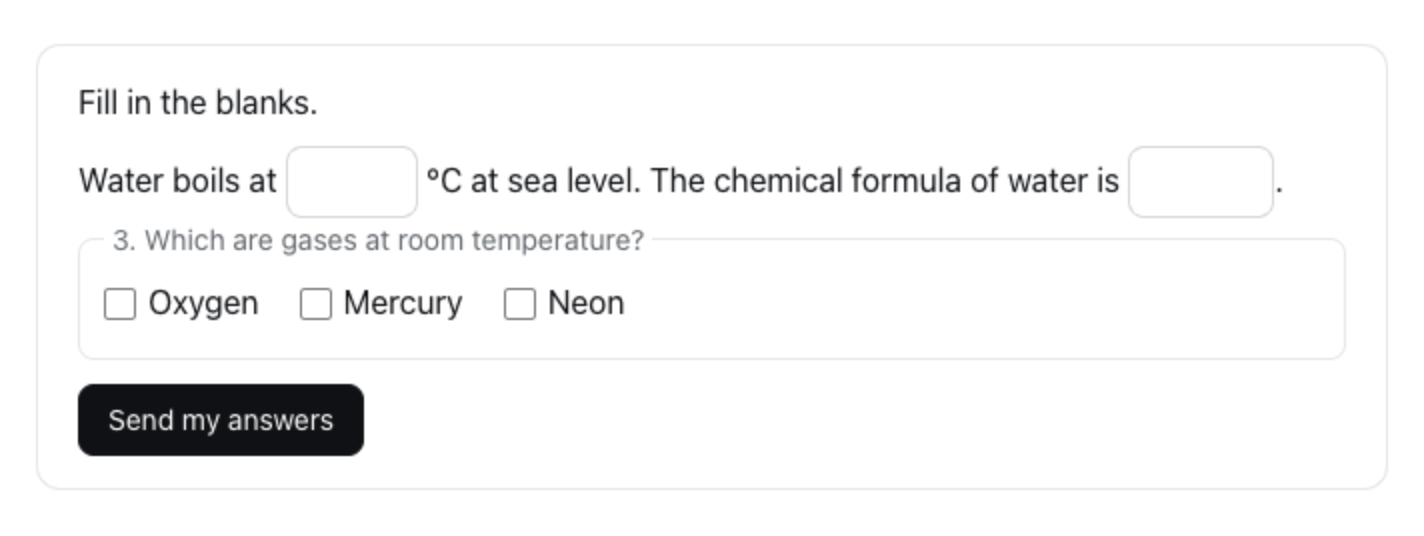 Fill in the blanks.
Water boils at °C at sea level. The chemical formula of water is .
3. Which are gases at room temperature?
Oxygen Mercury Neon
Send my answers